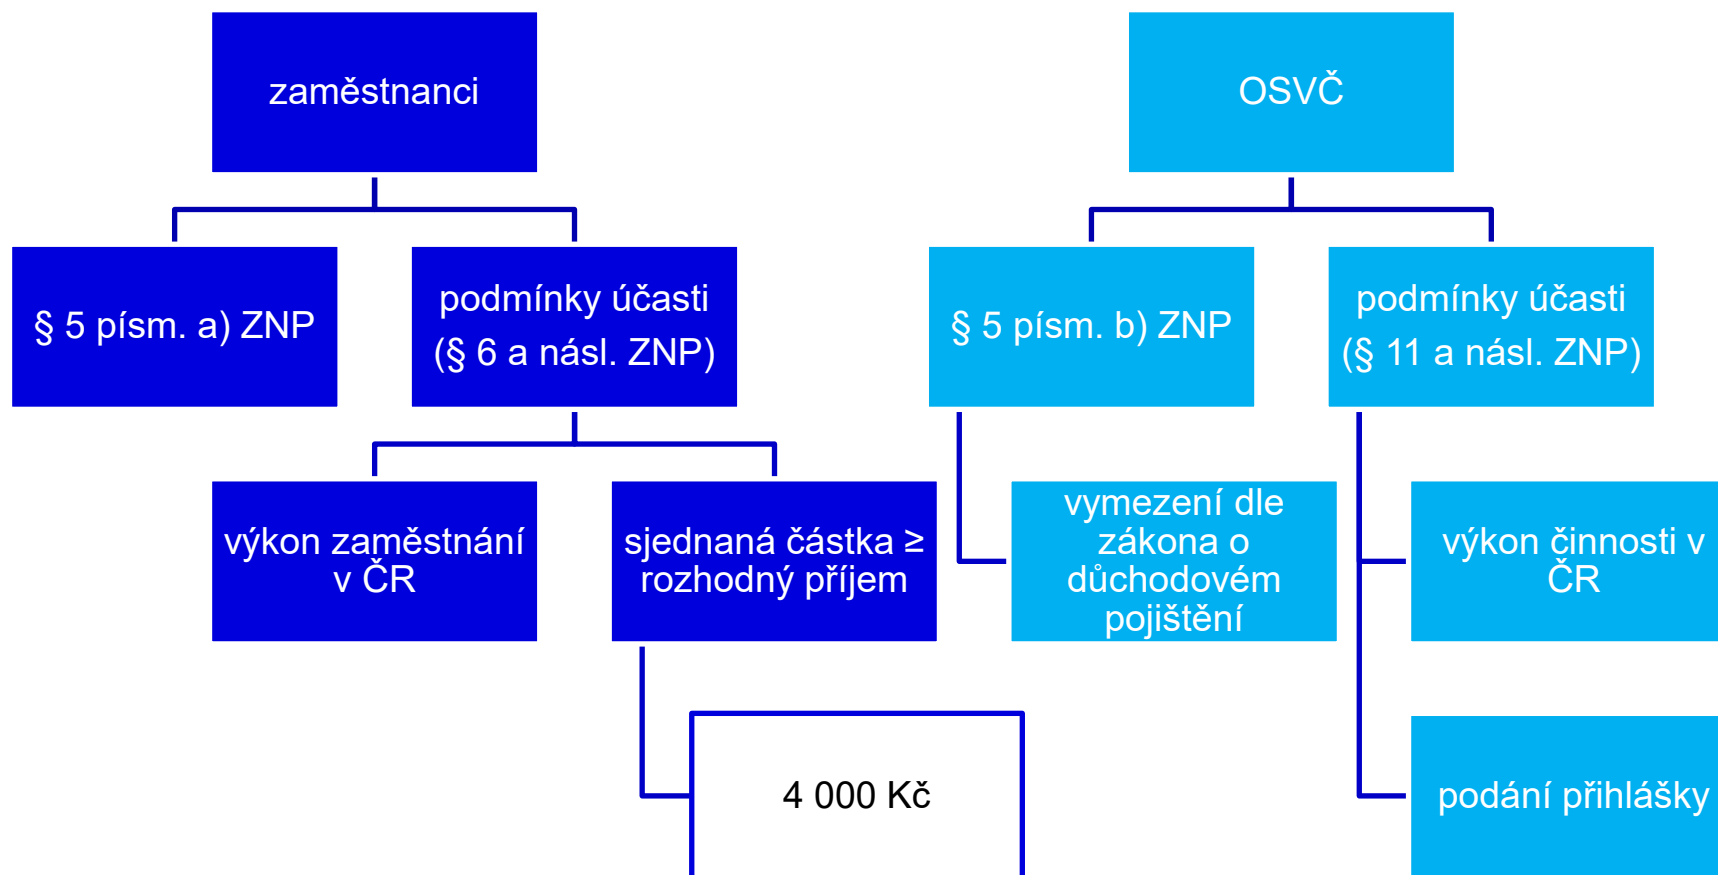 zaměstnanci
OSVČ
§ 5 písm. a) ZNP
podmínky účasti
(§ 6 a násl. ZNP)
§ 5 písm. b) ZNP
podmínky účasti
(§ 11 a násl. ZNP)
výkon zaměstnání
v ČR
sjednaná částka ≥
rozhodný příjem
vymezení dle
zákona o
důchodovém
pojištění
výkon činnosti v
ČR
4 000 Kč
podání přihlášky